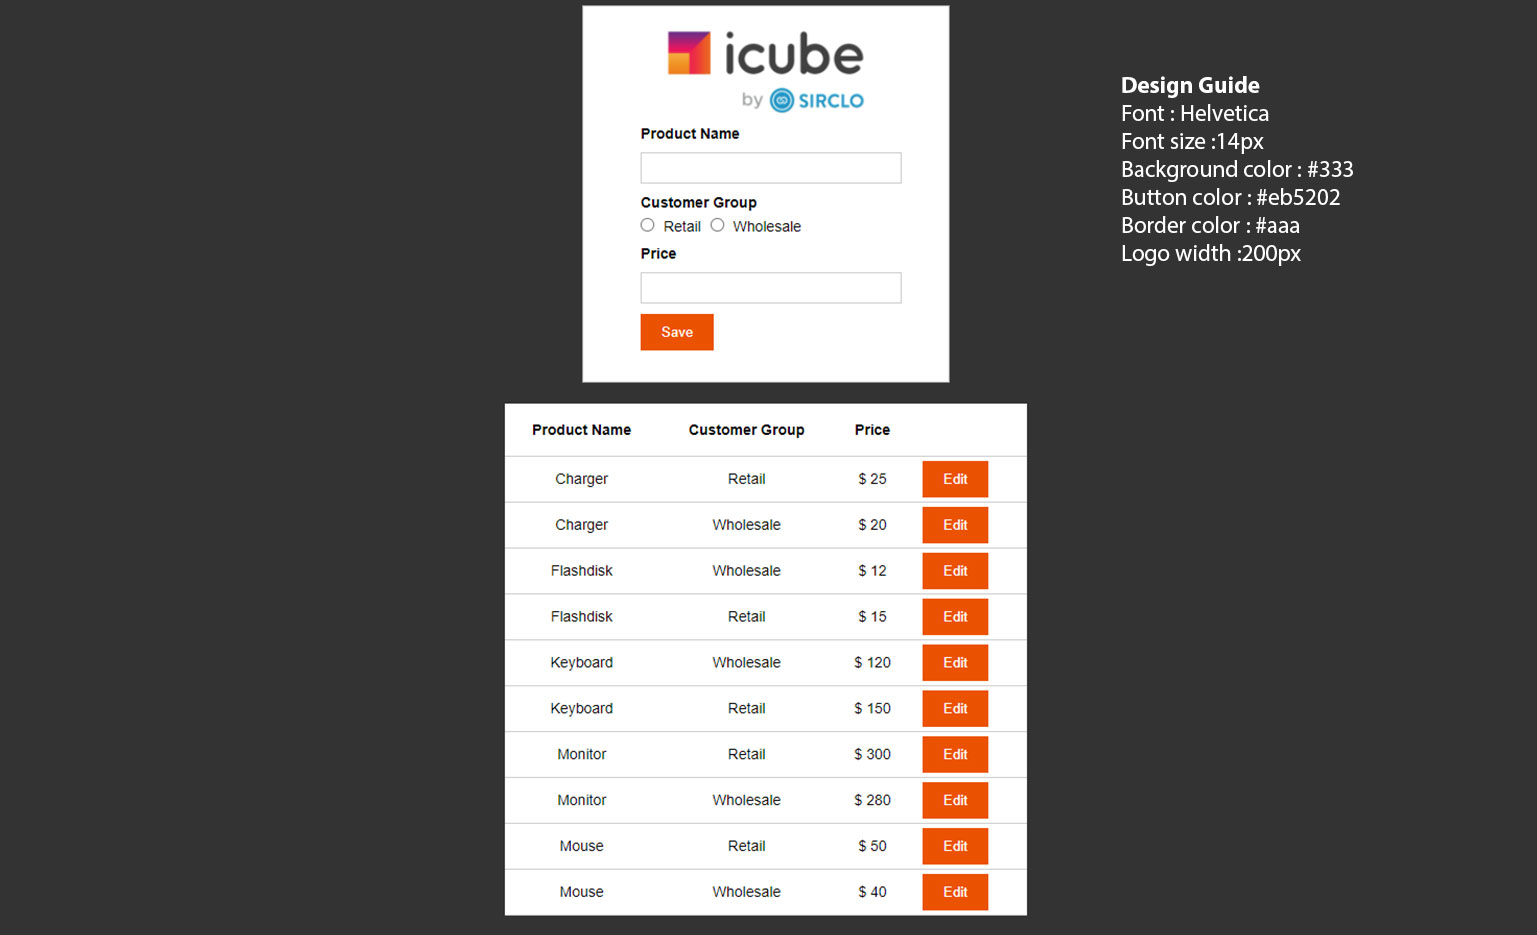 icube
by SIRCLO
Product Name
Customer Group
Retail Wholesale
Price
Save
Design Guide
Font : Helvetica
Font size :14px
Background color : #333
Button color : #eb5202
Border color : #aaa
Logo width :200px
Product Name Customer Group Price
Charger Retail $ 25 Edit
Charger Wholesale $ 20 Edit
Flashdisk Wholesale $ 12 Edit
Flashdisk Retail $ 15 Edit
Keyboard Wholesale $ 120 Edit
Keyboard Retail $ 150 Edit
Monitor Retail $ 300 Edit
Monitor Wholesale $ 280 Edit
Mouse Retail $ 50 Edit
Mouse Wholesale $ 40 Edit